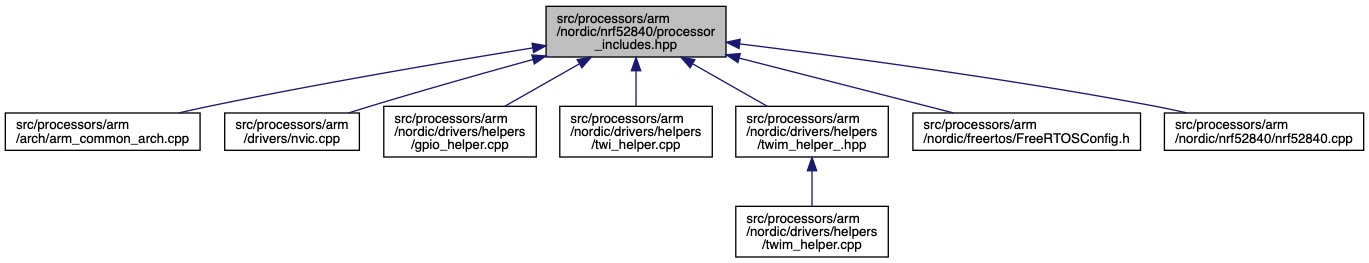 src/processors/arm
/nordic/nrf52840/processor
_includes.hpp
src/processors/arm
/arch/arm_common_arch.cpp
src/processors/arm
/drivers/nvic.cpp
src/processors/arm
/nordic/drivers/helpers
/gpio_helper.cpp
src/processors/arm
/nordic/drivers/helpers
/twi_helper.cpp
src/processors/arm
/nordic/drivers/helpers
/twim_helper_.hpp
src/processors/arm
/nordic/freertos/FreeRTOSConfig.h
src/processors/arm
/nordic/nrf52840/nrf52840.cpp
src/processors/arm
/nordic/drivers/helpers
/twim_helper.cpp